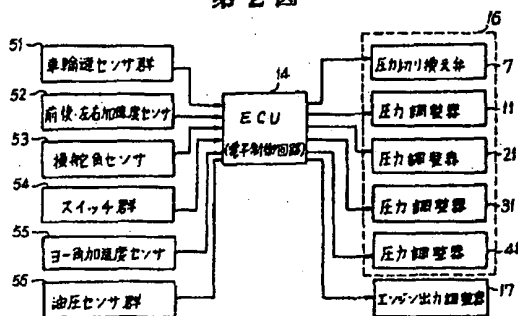 第2図
51
車輪速センサ群
52
前後・左右加速度センサ
53
操舵角センサ
54
スイッチ群
55
ヨー角加速度センサ
56
油圧センサ群
14
ECU
(電子制御回路)
16
圧力切り換え弁
7
圧力調整器
11
圧力調整器
21
圧力調整器
31
圧力調整器
41
エンジン出力調整器
17